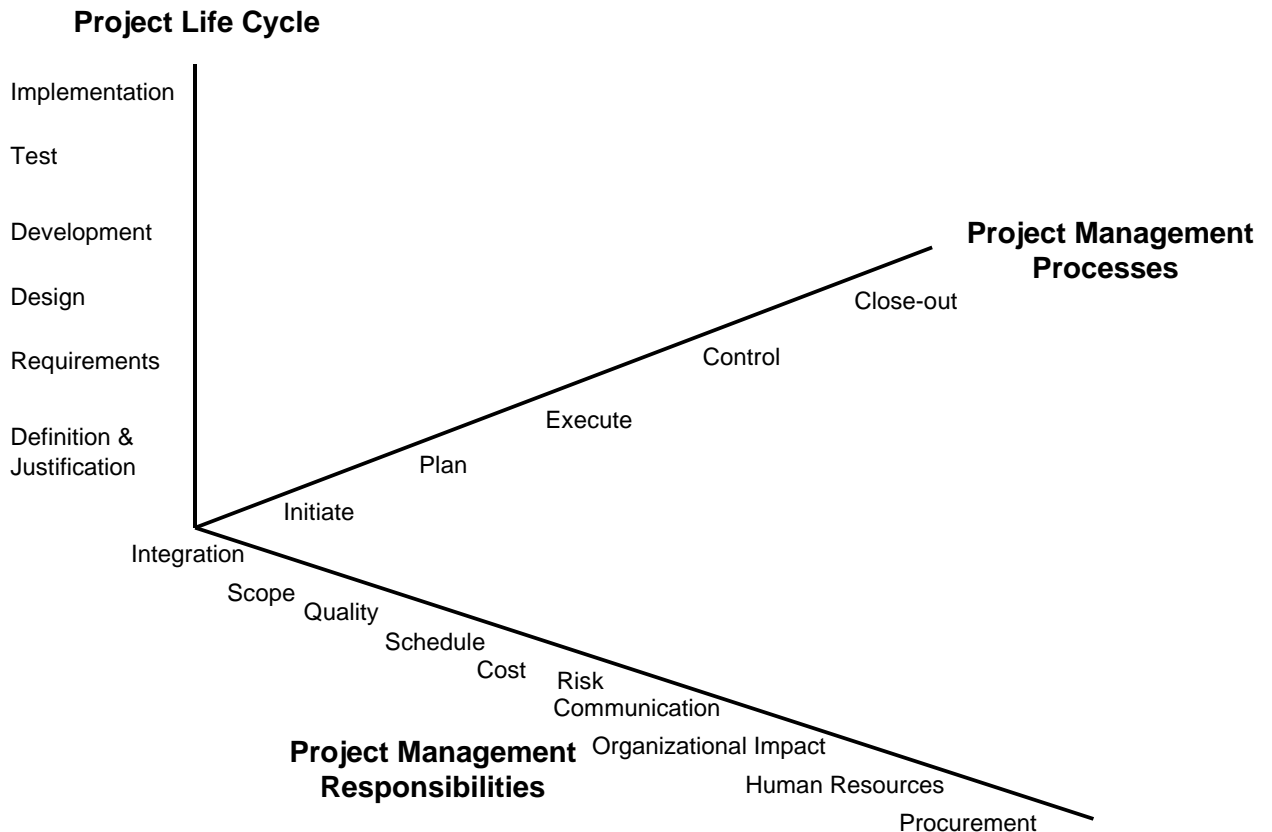 Project Life Cycle
Implementation
Test
Development
Design
Requirements
Definition &
Justification
Project Management
Processes
Close-out
Control
Execute
Plan
Initiate
Integration
Scope
Quality
Schedule
Cost
Risk
Communication
Organizational Impact
Human Resources
Procurement
Project Management
Responsibilities